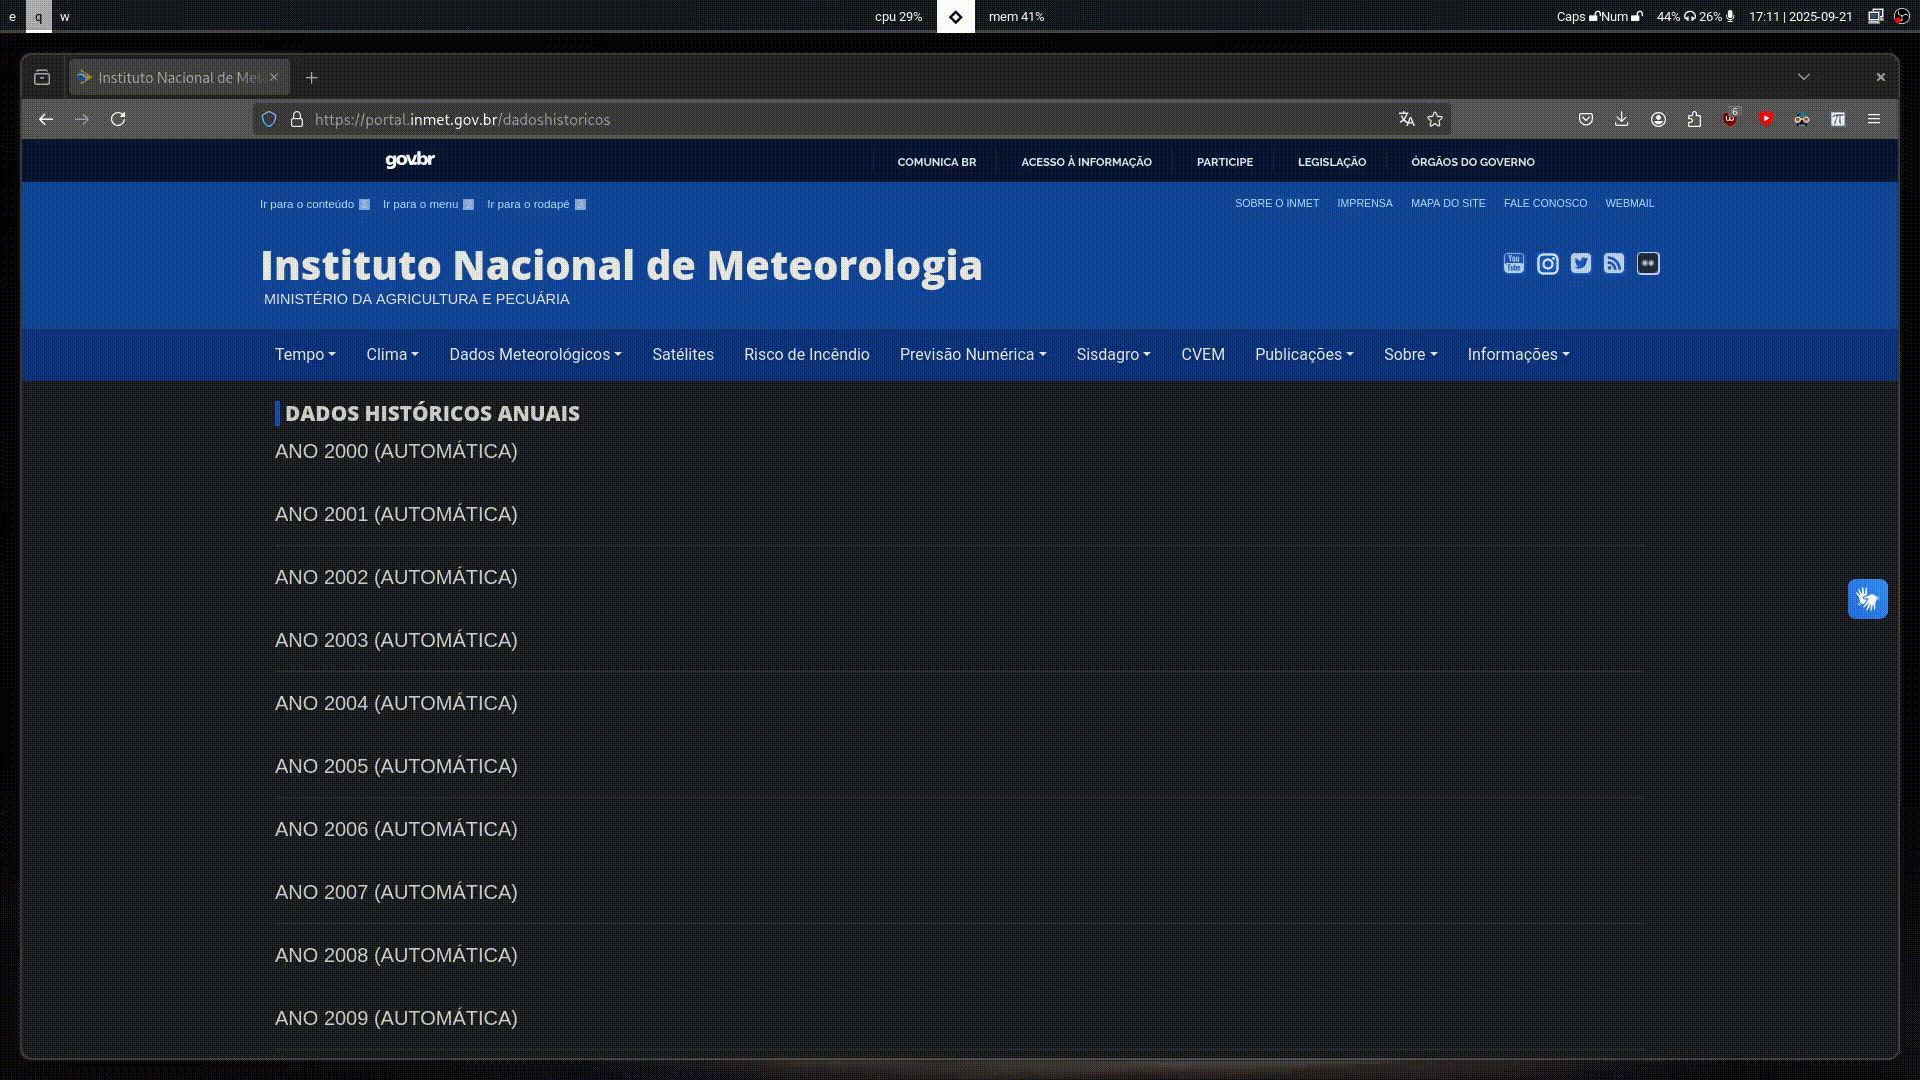 e q w cpu 29% mem 41% Caps Num 44% 26% 17:11 | 2025-09-21
Instituto Nacional de Met
https://portal.inmet.gov.br/dadoshistoricos 6
gov.br COMUNICA BR ACESSO À INFORMAÇÃO PARTICIPE LEGISLAÇÃO ÓRGÃOS DO GOVERNO
Ir para o conteúdo 1 Ir para o menu 2 Ir para o rodapé 3 SOBRE O INMET IMPRENSA MAPA DO SITE FALE CONOSCO WEBMAIL
Instituto Nacional de Meteorologia You Tube
MINISTÉRIO DA AGRICULTURA E PECUÁRIA
Tempo Clima Dados Meteorológicos Satélites Risco de Incêndio Previsão Numérica Sisdagro CVEM Publicações Sobre Informações
DADOS HISTÓRICOS ANUAIS
ANO 2000 (AUTOMÁTICA)
ANO 2001 (AUTOMÁTICA)
ANO 2002 (AUTOMÁTICA)
ANO 2003 (AUTOMÁTICA)
ANO 2004 (AUTOMÁTICA)
ANO 2005 (AUTOMÁTICA)
ANO 2006 (AUTOMÁTICA)
ANO 2007 (AUTOMÁTICA)
ANO 2008 (AUTOMÁTICA)
ANO 2009 (AUTOMÁTICA)